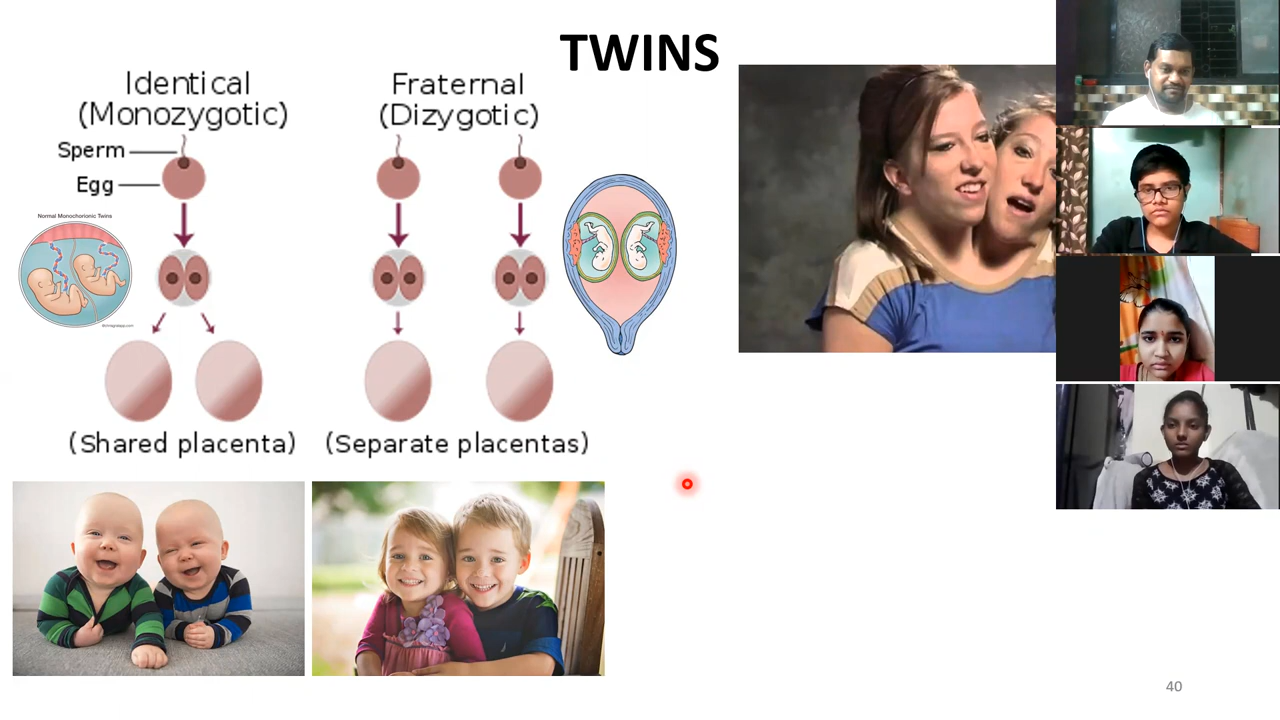 TWINS
Identical
(Monozygotic)
Fraternal
(Dizygotic)
Sperm
Egg
Normal Monochorionic Twins
(Shared placenta)
(Separate placentas)
40